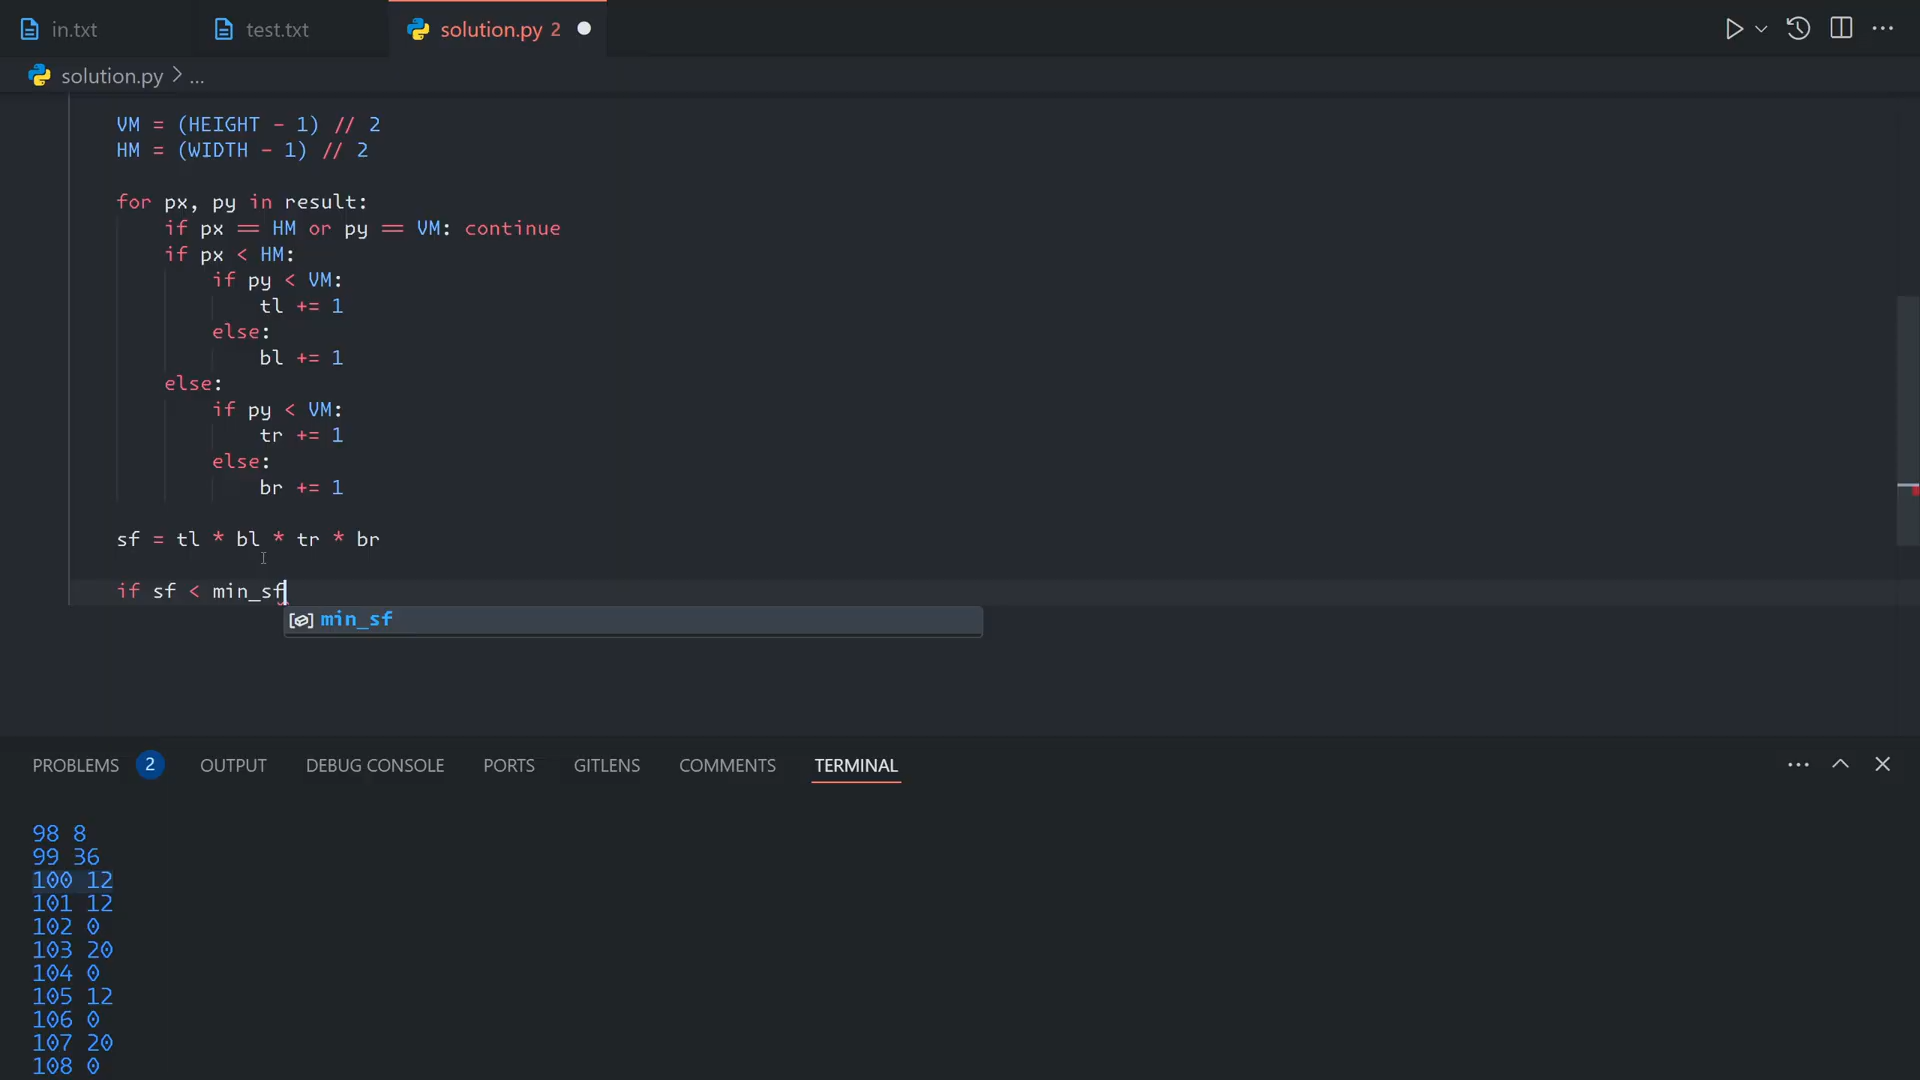 in.txt
test.txt
solution.py 2
solution.py > ...
VM = (HEIGHT - 1) // 2
HM = (WIDTH - 1) // 2
for px, py in result:
if px == HM or py == VM: continue
if px < HM:
if py < VM:
tl += 1
else:
bl += 1
else:
if py < VM:
tr += 1
else:
br += 1
sf = tl * bl * tr * br
if sf < min_sf
min_sf
PROBLEMS 2 OUTPUT DEBUG CONSOLE PORTS GITLENS COMMENTS TERMINAL
98 8
99 36
100 12
101 12
102 0
103 20
104 0
105 12
106 0
107 20
108 0